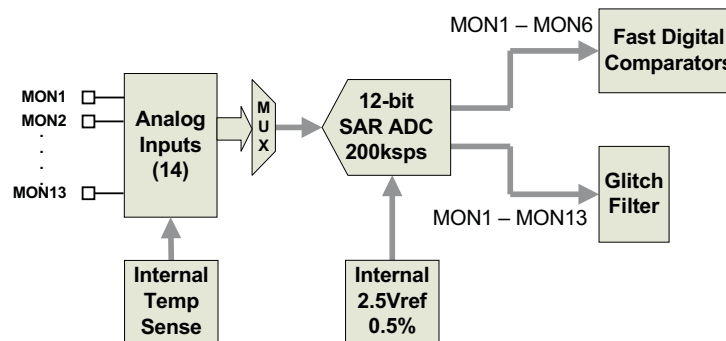 MON1 – MON6
Fast Digital
Comparators
MON1
MON2
.
.
.
.
.
MON13
Analog
Inputs
(14)
M
U
X
12-bit
SAR ADC
200ksps
Glitch
Filter
MON1 – MON13
Internal
Temp
Sense
Internal
2.5Vref
0.5%